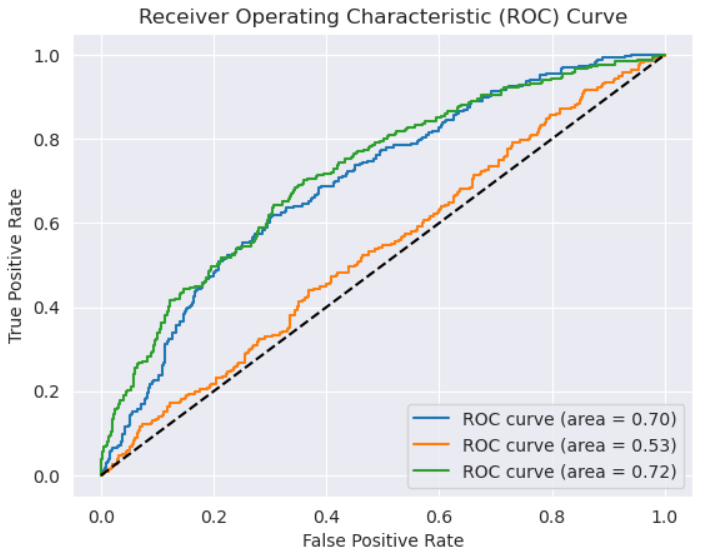 Receiver Operating Characteristic (ROC) Curve
True Positive Rate
1.0
0.8
0.6
0.4
0.2
0.0
ROC curve (area = 0.70)
ROC curve (area = 0.53)
ROC curve (area = 0.72)
0.0 0.2 0.4 0.6 0.8 1.0
False Positive Rate